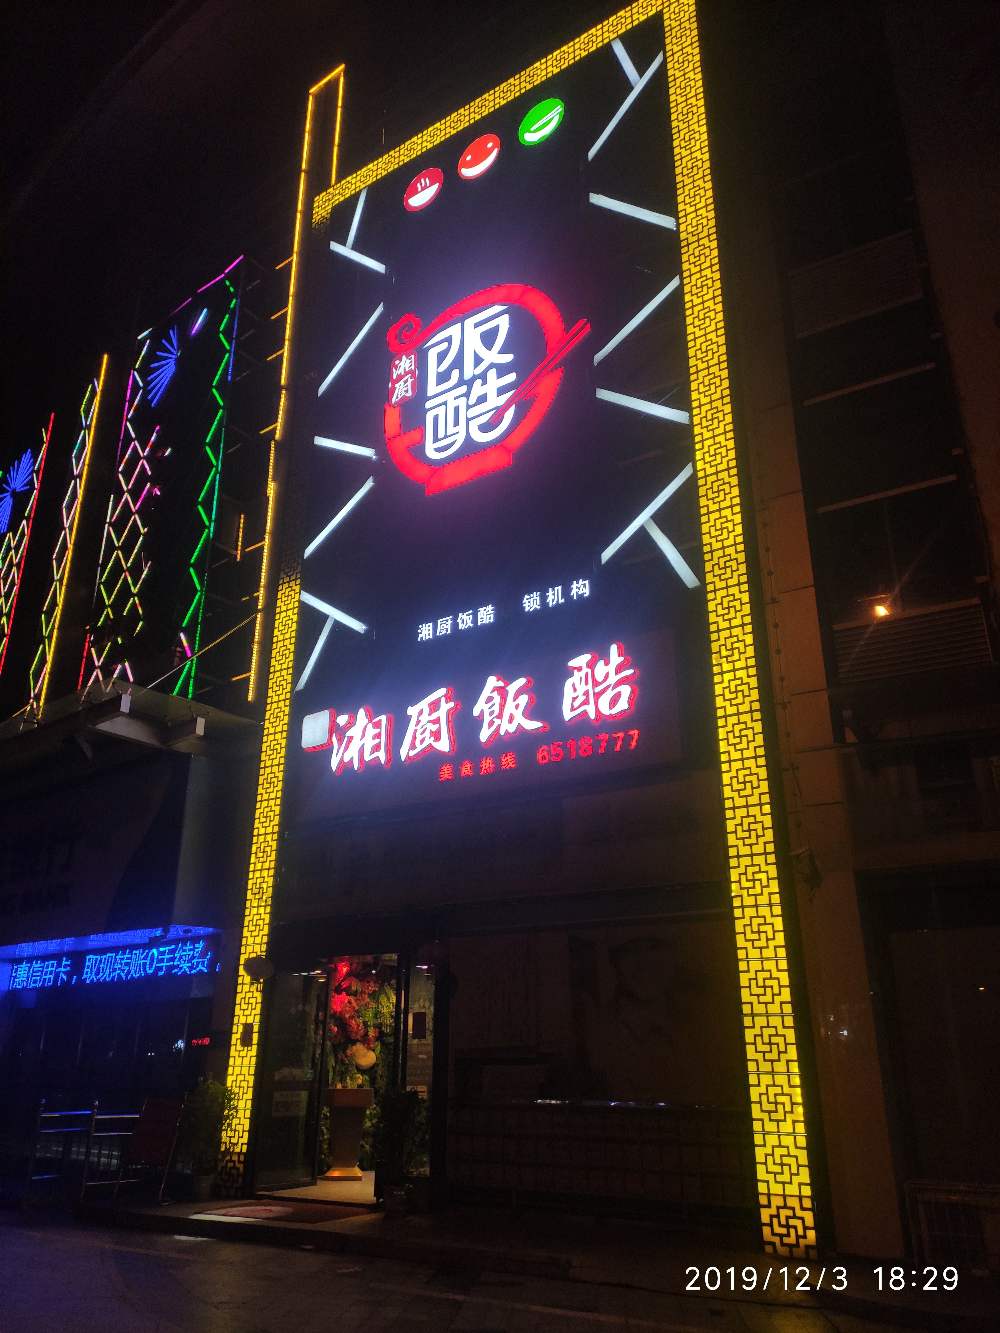 湘厨
饭酷
湘厨饭酷 锁机构
湘厨飯酷
美食热线 6518777
惠信用卡，取现转账0手续费，
2019/12/3 18:29